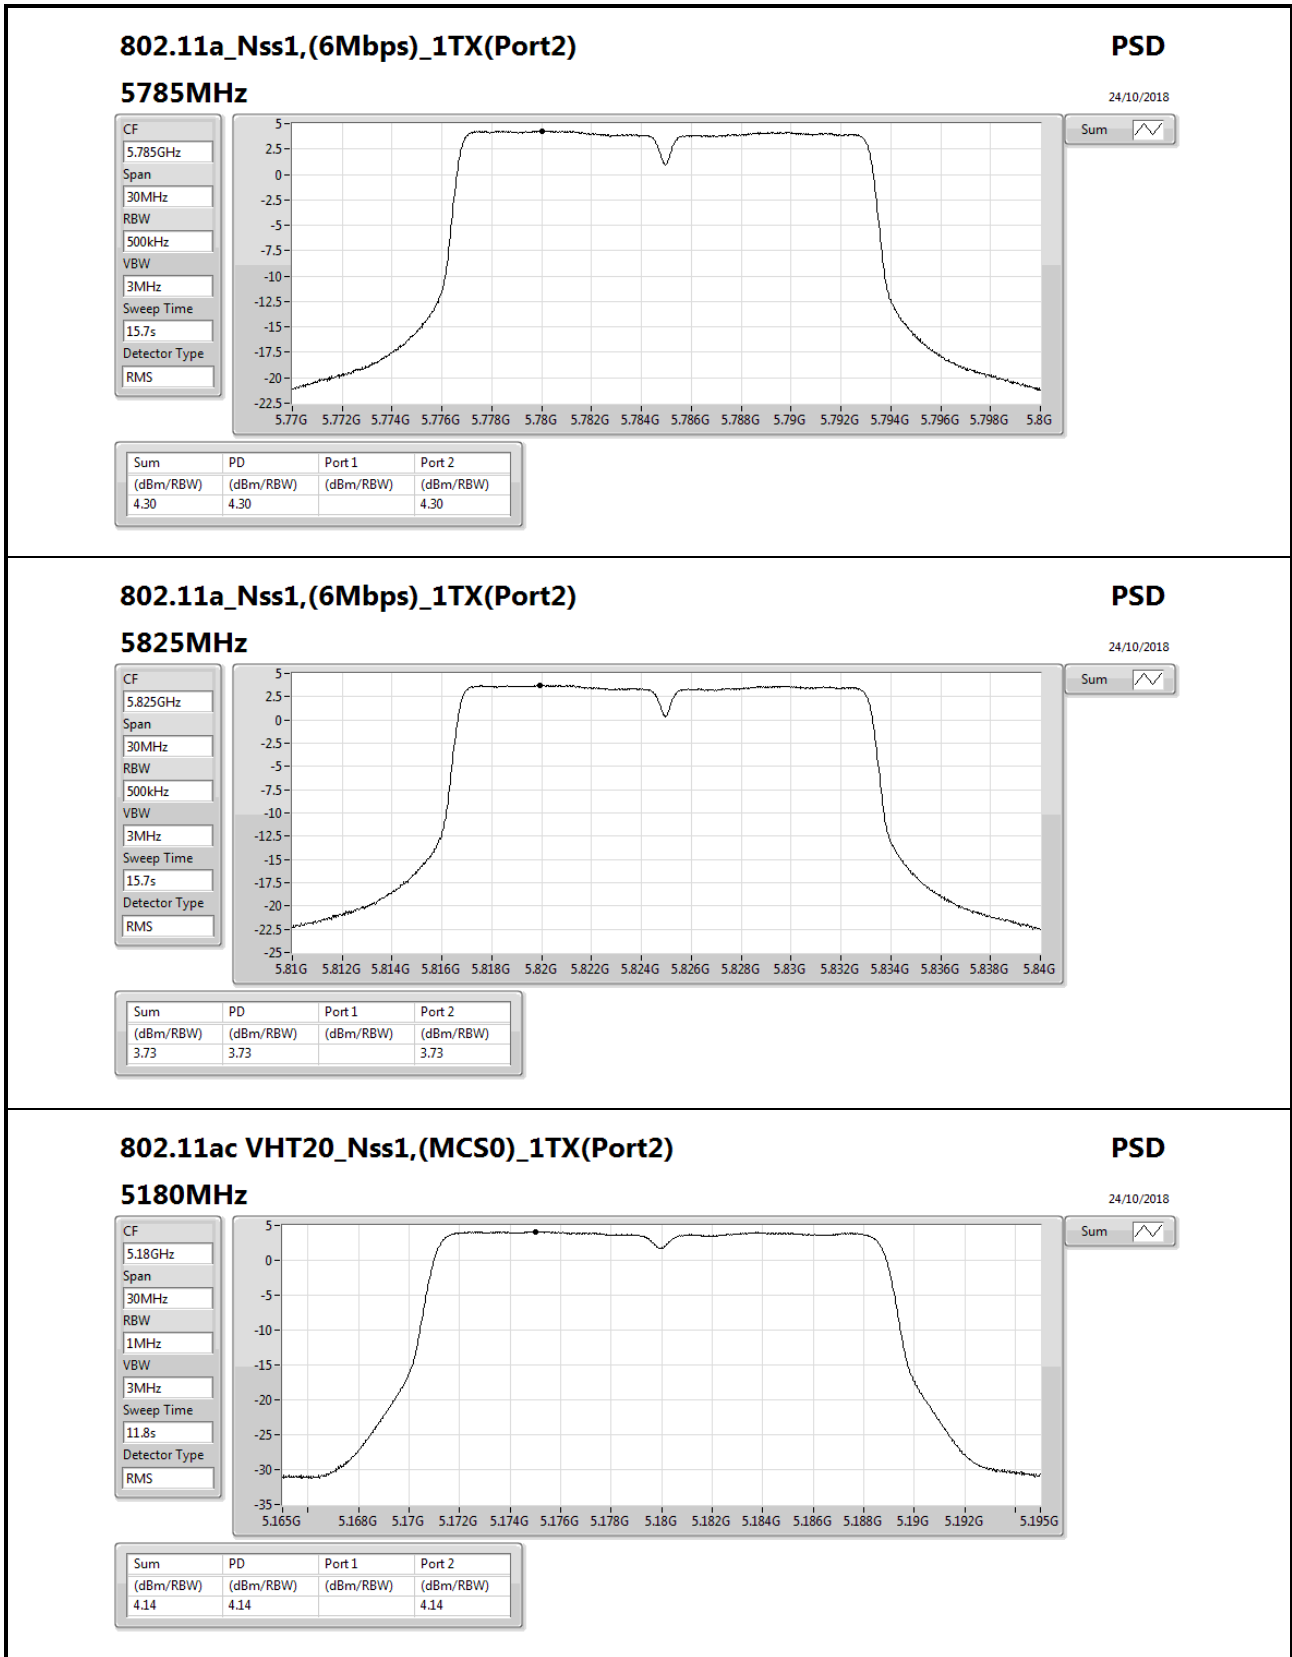 802.11a_Nss1,(6Mbps)_1TX(Port2) PSD
5785MHz 24/10/2018
CF
5.785GHz
Span
30MHz
RBW
500kHz
VBW
3MHz
Sweep Time
15.7s
Detector Type
RMS
5
2.5
0
-2.5
-5
-7.5
-10
-12.5
-15
-17.5
-20
-22.5
5.77G 5.772G 5.774G 5.776G 5.778G 5.78G 5.782G 5.784G 5.786G 5.788G 5.79G 5.792G 5.794G 5.796G 5.798G 5.8G
Sum
Sum PD Port 1 Port 2
(dBm/RBW) (dBm/RBW) (dBm/RBW) (dBm/RBW)
4.30 4.30 4.30
802.11a_Nss1,(6Mbps)_1TX(Port2) PSD
5825MHz 24/10/2018
CF
5.825GHz
Span
30MHz
RBW
500kHz
VBW
3MHz
Sweep Time
15.7s
Detector Type
RMS
5
2.5
0
-2.5
-5
-7.5
-10
-12.5
-15
-17.5
-20
-22.5
-25
5.81G 5.812G 5.814G 5.816G 5.818G 5.82G 5.822G 5.824G 5.826G 5.828G 5.83G 5.832G 5.834G 5.836G 5.838G 5.84G
Sum
Sum PD Port 1 Port 2
(dBm/RBW) (dBm/RBW) (dBm/RBW) (dBm/RBW)
3.73 3.73 3.73
802.11ac VHT20_Nss1,(MCS0)_1TX(Port2) PSD
5180MHz 24/10/2018
CF
5.18GHz
Span
30MHz
RBW
1MHz
VBW
3MHz
Sweep Time
11.8s
Detector Type
RMS
5
0
-5
-10
-15
-20
-25
-30
-35
5.165G 5.168G 5.17G 5.172G 5.174G 5.176G 5.178G 5.18G 5.182G 5.184G 5.186G 5.188G 5.19G 5.192G 5.195G
Sum
Sum PD Port 1 Port 2
(dBm/RBW) (dBm/RBW) (dBm/RBW) (dBm/RBW)
4.14 4.14 4.14